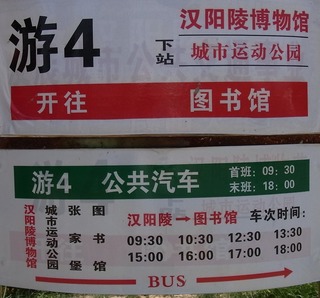 游4
下站
汉阳陵博物馆
城市运动公园
开往 图书馆
游4 公共汽车
首班: 09:30
末班: 18:00
汉阳陵博物馆
城市运动公园
张家堡
图书馆
汉阳陵→图书馆 车次时间:
09:30 10:30 12:30 13:30
15:00 16:00 17:00 18:00
BUS